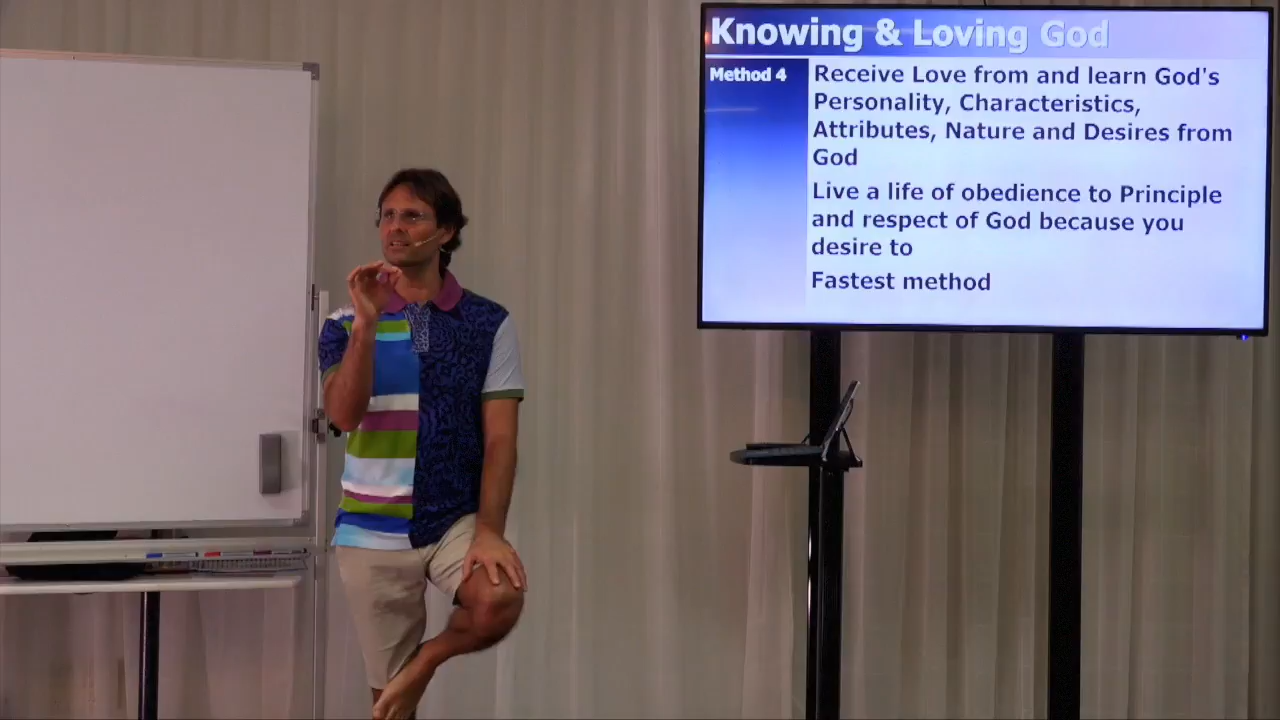 Knowing & Loving God
Method 4
Receive Love from and learn God's
Personality, Characteristics,
Attributes, Nature and Desires from
God
Live a life of obedience to Principle
and respect of God because you
desire to
Fastest method